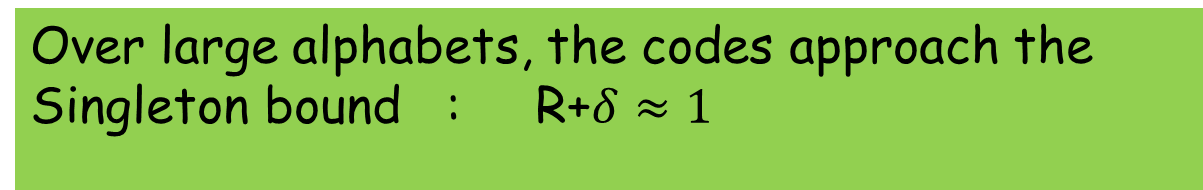 Over large alphabets, the codes approach the
Singleton bound : R+𝛿 ≈ 1